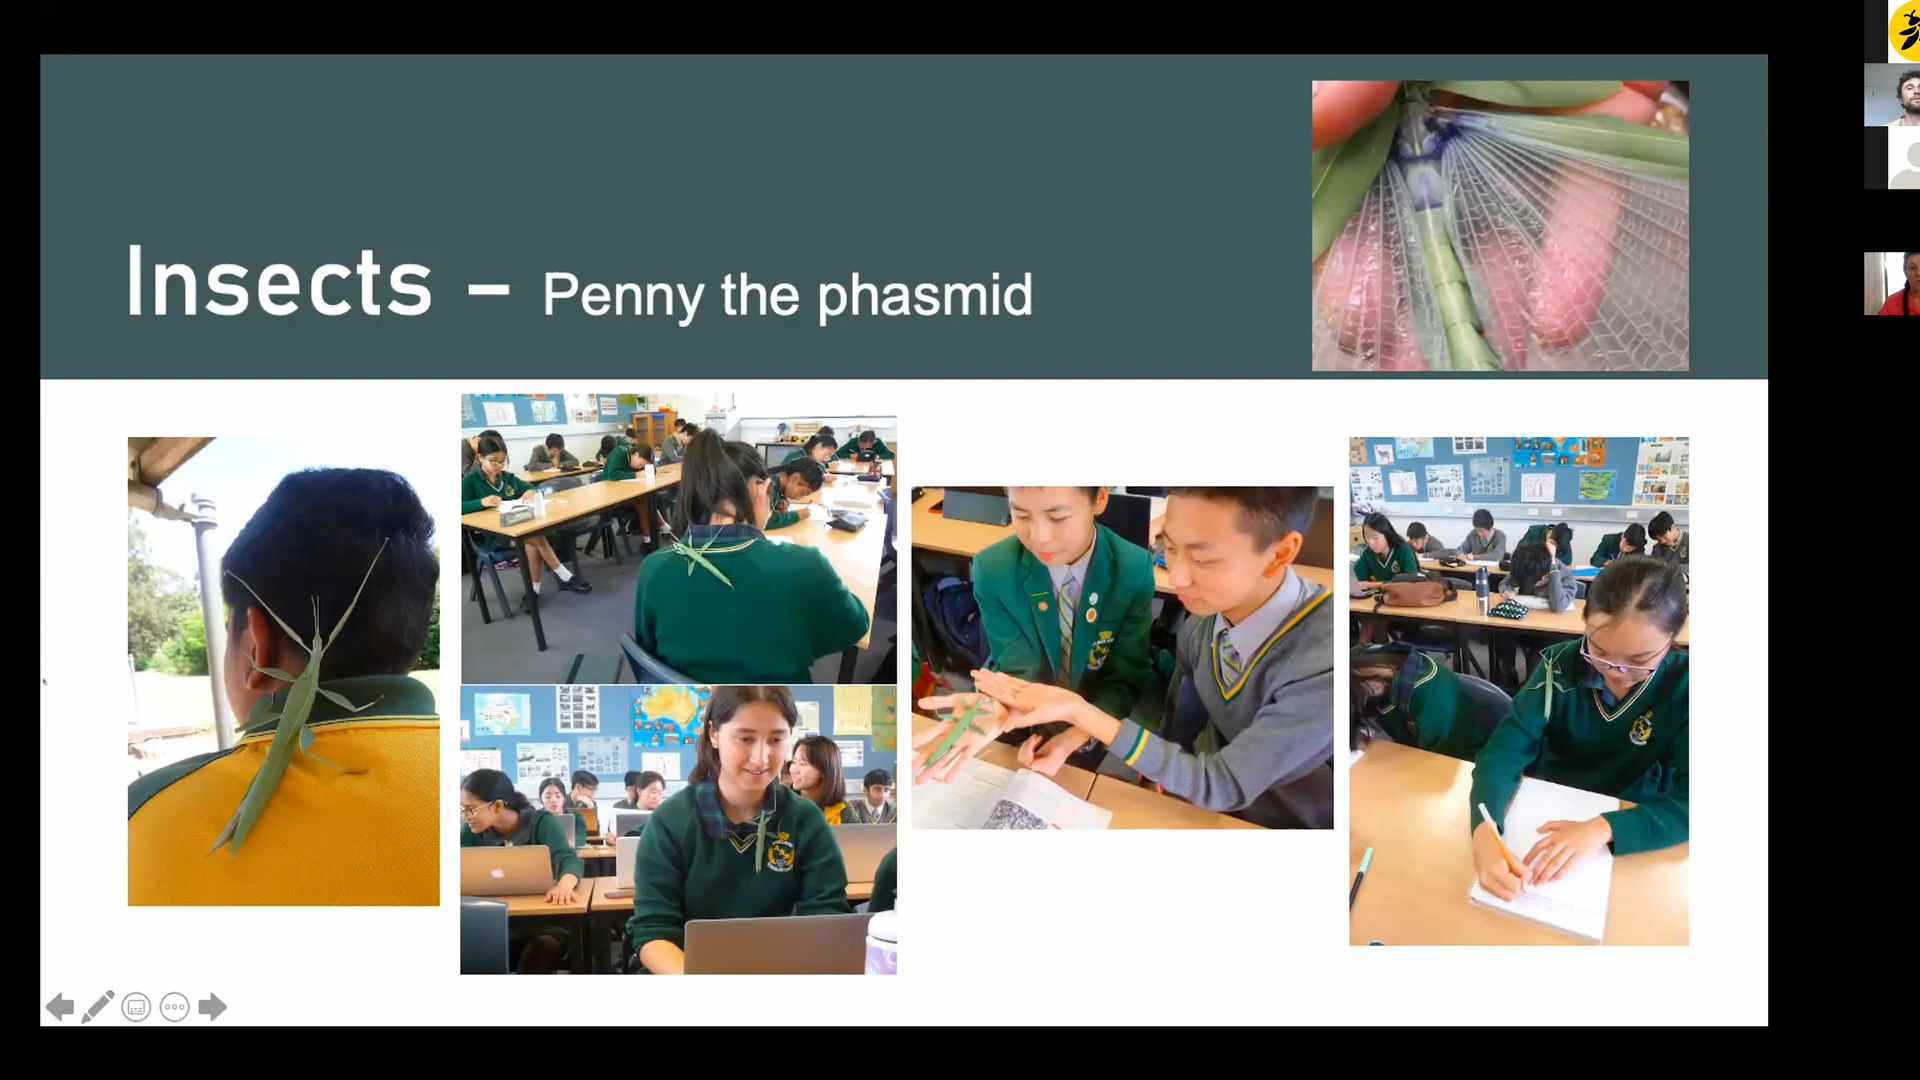 Insects – Penny the phasmid